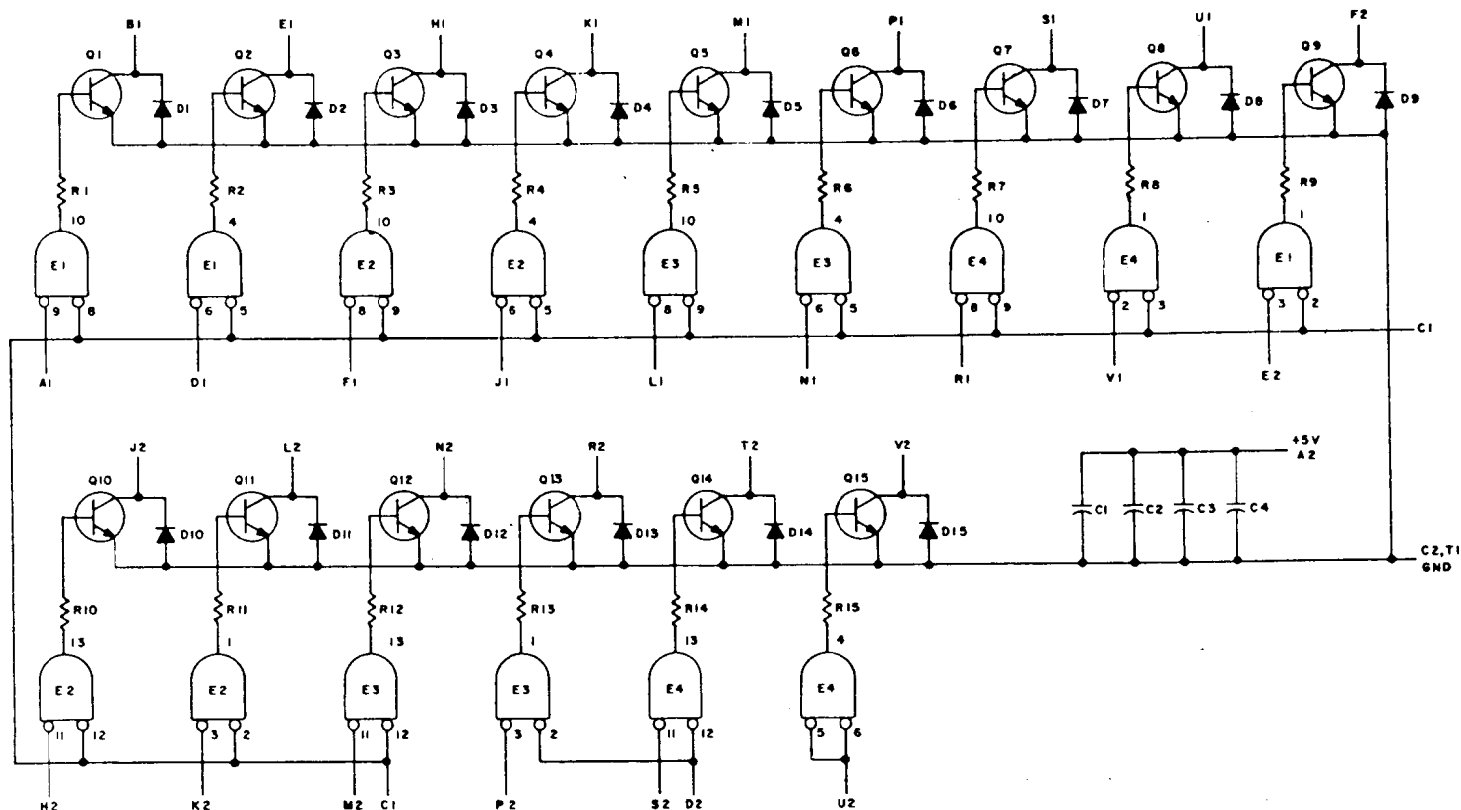 B1 E1 H1 K1 M1 P1 S1 U1 F2
Q1 Q2 Q3 Q4 Q5 Q6 Q7 Q8 Q9
D1 D2 D3 D4 D5 D6 D7 D8 D9
R1 R2 R3 R4 R5 R6 R7 R8 R9
10 4 10 4 10 4 10 1 1
E1 E1 E2 E2 E3 E3 E4 E4 E1
9 8 6 5 8 9 6 5 8 9 6 5 8 9 2 3 3 2
C1
A1 D1 F1 J1 L1 N1 R1 V1 E2
J2 L2 N2 R2 T2 V2
+5V
A2
Q10 Q11 Q12 Q13 Q14 Q15
C1 C2 C3 C4
D10 D11 D12 D13 D14 D15
C2,T1
GND
R10 R11 R12 R13 R14 R15
13 1 13 1 13 4
E2 E2 E3 E3 E4 E4
11 12 3 2 11 12 3 2 11 12 5 6
H2 K2 M2 C1 P2 S2 D2 U2